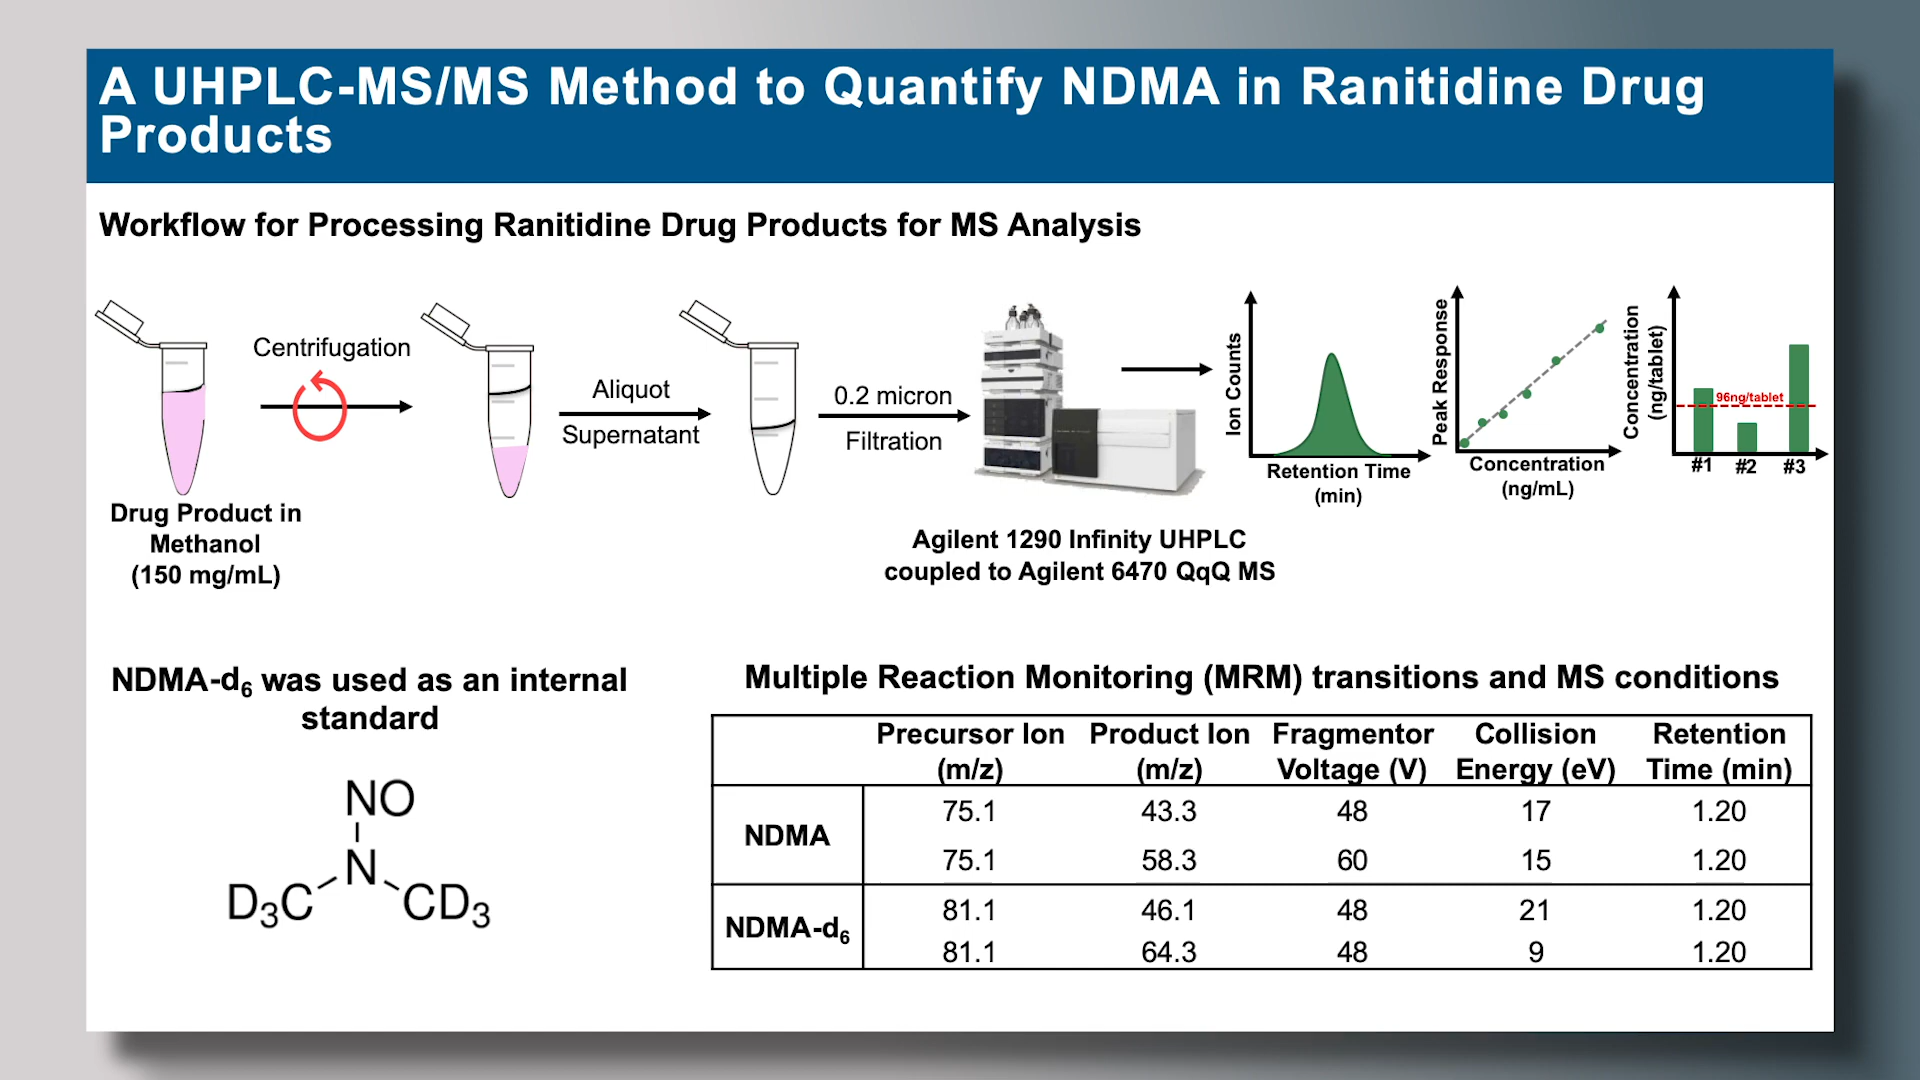 A UHPLC-MS/MS Method to Quantify NDMA in Ranitidine Drug
Products
Workflow for Processing Ranitidine Drug Products for MS Analysis
Centrifugation
Aliquot
Supernatant
0.2 micron
Filtration
Drug Product in
Methanol
(150 mg/mL)
Agilent 1290 Infinity UHPLC
coupled to Agilent 6470 QqQ MS
Ion Counts
Retention Time
(min)
Peak Response
Concentration
(ng/mL)
Concentration
(ng/tablet)
96ng/tablet
#1 #2 #3
NDMA-d6 was used as an internal
standard
NO
N
D3C CD3
Multiple Reaction Monitoring (MRM) transitions and MS conditions
Precursor Ion (m/z) Product Ion (m/z) Fragmentor Voltage (V) Collision Energy (eV) Retention Time (min)
NDMA
75.1 43.3 48 17 1.20
75.1 58.3 60 15 1.20
NDMA-d6
81.1 46.1 48 21 1.20
81.1 64.3 48 9 1.20